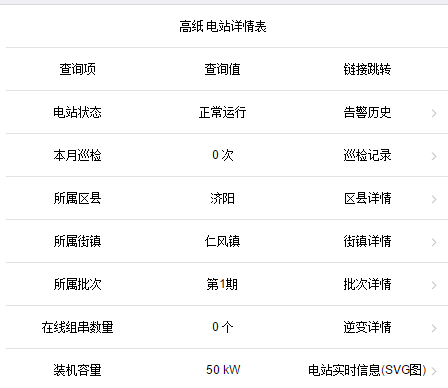 高纸 电站详情表
查询项 查询值 链接跳转
电站状态 正常运行 告警历史
本月巡检 0 次 巡检记录
所属区县 济阳 区县详情
所属街镇 仁风镇 街镇详情
所属批次 第1期 批次详情
在线组串数量 0 个 逆变详情
装机容量 50 kW 电站实时信息(SVG图)